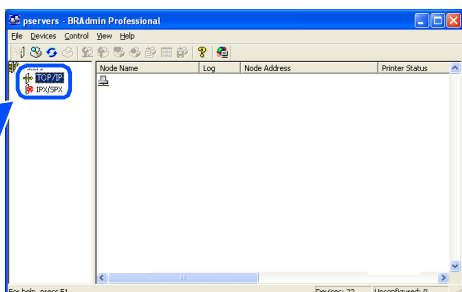 pservers - BRAdmin Professional
File Devices Control View Help
Node Name Log Node Address Printer Status
TCP/IP
IPX/SPX
For help, press F1 Devices: 22 Unconfigured: 0